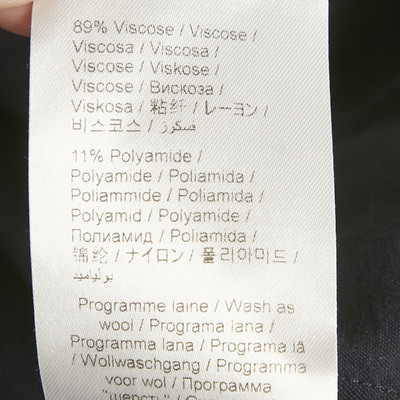 89% Viscose / Viscose /
Viscosa / Viscosa /
Viscose / Viskose /
Viscose / Вискоза /
Viskosa / 粘纤 / レーヨン /
비스코스 / فسكوز
11% Polyamide /
Polyamide / Poliamida /
Poliammide / Poliamida /
Polyamid / Polyamide /
Полиамид / Poliamida /
锦纶 / ナイロン / 폴리아미드 /
بولياميد
Programme laine / Wash as
wool / Programa lana /
Programma lana / Programa lã
/ Wollwaschgang / Programma
voor wol / Программа
"шерсть" /